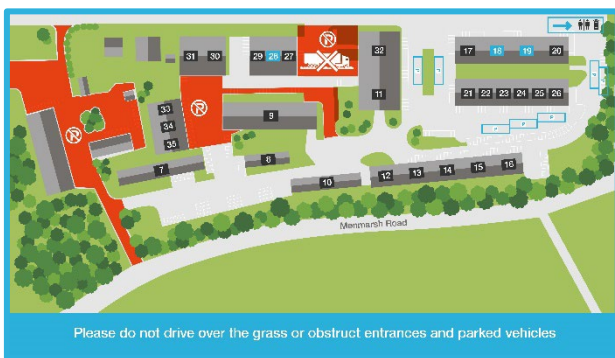 31 30
29 28 27
32
17 18 19 20
11
21 22 23 24 25 26
33
34
35
9
7
8
10
12 13 14 15 16
Menmarsh Road
Please do not drive over the grass or obstruct entrances and parked vehicles